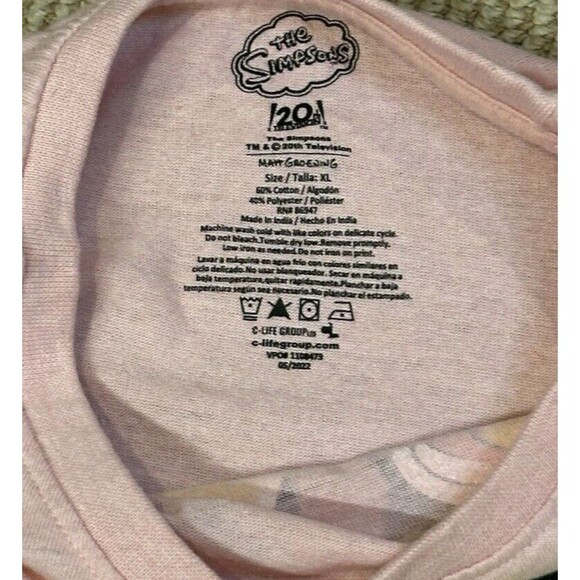 THE
SIMPSONS
20
TELEVISION
TM
The Simpsons
TM & © 20th Television
MATT GROENING
Size / Talla: XL
60% Cotton / Algodón
40% Polyester / Poliéster
RN# 86947
Made In India / Hecho En India
Machine wash cold with like colors on delicate cycle.
Do not bleach.Tumble dry low.Remove promptly.
Low iron as needed.Do not iron on print.
Lavar a máquina en agua frío con colores similares en
ciclo delicado.No usar blanqueador. Secar en máquina a
baja temperatura,quitar rapidamente.Planchar a baja
temperatura según sea necesario.No planchar el estampado.
C-LIFE GROUP LTD
c-lifegroup.com
VPO# 1108473
05/2022